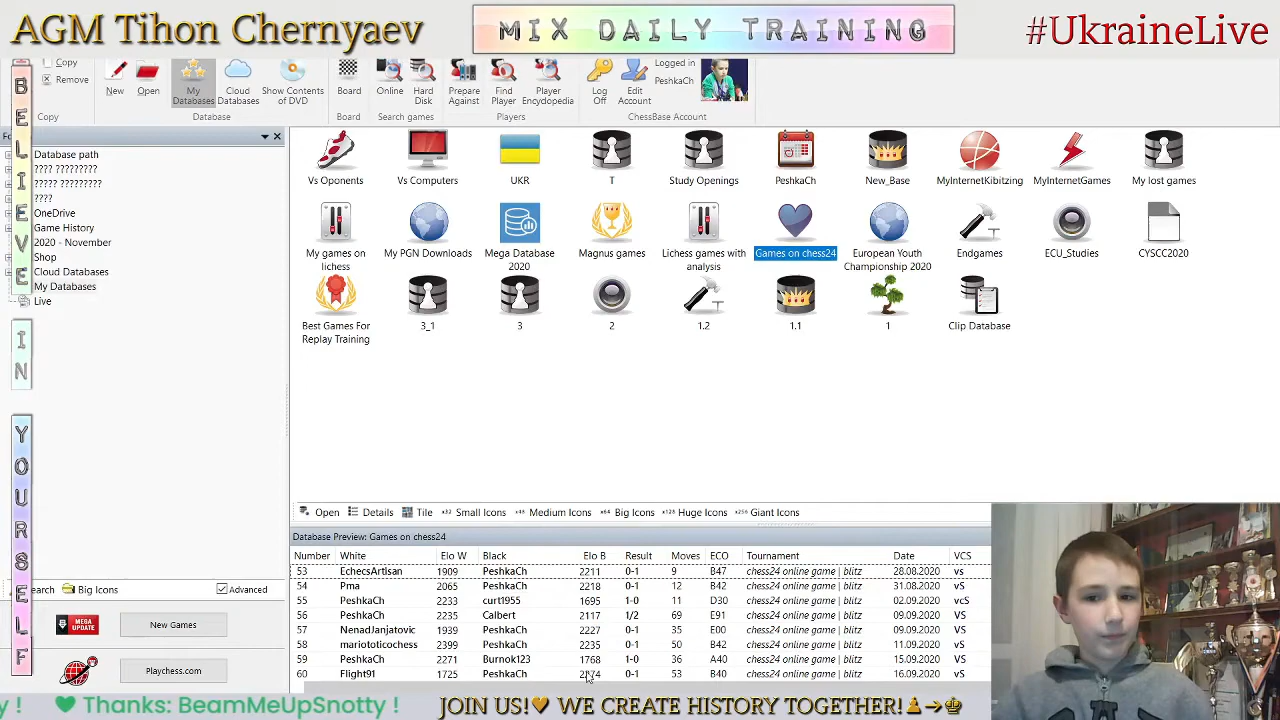 AGM Tihon Chernyaev
MIX DAILY TRAINING
#UkraineLive
BELIEVE
IN
YOURSELF
Copy
Remove
Copy
New
Open
My Databases
Cloud Databases
Show Contents of DVD
Database
Board
Board
Online
Hard Disk
Search games
Prepare Against
Find Player
Player Encyclopedia
Players
Log Off
Edit Account
Logged in
PeshkaCh
ChessBase Account
Database path
???? ?????????
????? ?????????
????
OneDrive
Game History
2020 - November
Shop
Cloud Databases
My Databases
Live
Big Icons
Advanced
MEGA UPDATE
New Games
Playchess.com
Vs Oponents
Vs Computers
UKR
T
Study Openings
PeshkaCh
New_Base
MyInternetKibitzing
MyInternetGames
My lost games
My games on lichess
My PGN Downloads
Mega Database 2020
Magnus games
Lichess games with analysis
Games on chess24
European Youth Championship 2020
Endgames
ECU_Studies
CYSCC2020
Best Games For Replay Training
3_1
3
2
1.2
1.1
1
Clip Database
Open Details Tile x32 Small Icons x48 Medium Icons x64 Big Icons x128 Huge Icons x256 Giant Icons
Database Preview: Games on chess24
Number White Elo W Black Elo B Result Moves ECO Tournament Date VCS
53 EchecsArtisan 1909 PeshkaCh 2211 0-1 9 B47 chess24 online game | blitz 28.08.2020 vs
54 Pma 2065 PeshkaCh 2218 0-1 12 B42 chess24 online game | blitz 31.08.2020 vS
55 PeshkaCh 2233 curt1955 1695 1-0 11 D30 chess24 online game | blitz 02.09.2020 vcS
56 PeshkaCh 2235 Calbert 2117 1/2 69 E91 chess24 online game | blitz 09.09.2020 vS
57 NenadJanjatovic 1939 PeshkaCh 2227 0-1 35 E00 chess24 online game | blitz 09.09.2020 vS
58 mariototicochess 2399 PeshkaCh 2235 0-1 50 B42 chess24 online game | blitz 11.09.2020 vS
59 PeshkaCh 2271 Burnok123 1768 1-0 36 A40 chess24 online game | blitz 15.09.2020 vS
60 Flight91 1725 PeshkaCh 0-1 53 B40 chess24 online game | blitz 16.09.2020 vS
! 💚 Thanks: BeamMeUpSnotty !
JOIN US!♥ WE CREATE HISTORY TOGETHER!♙→♔